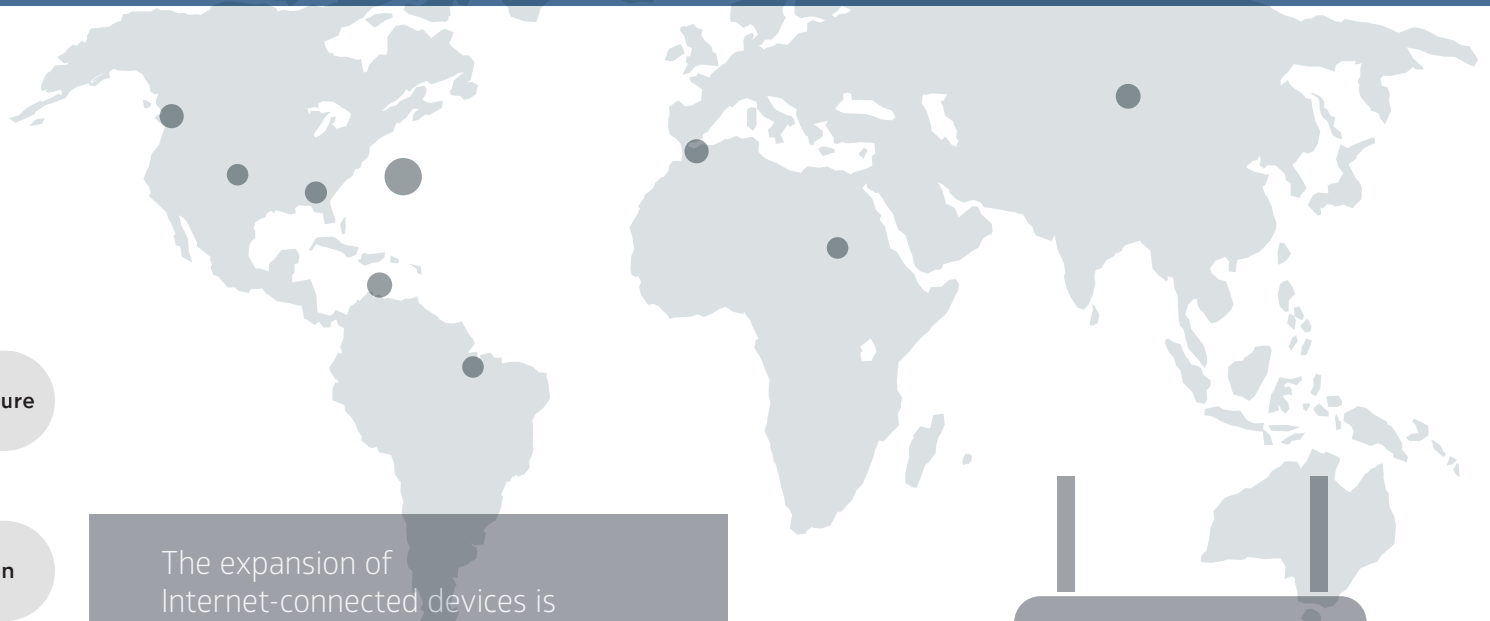 ure
n
The expansion of
Internet-connected devices is